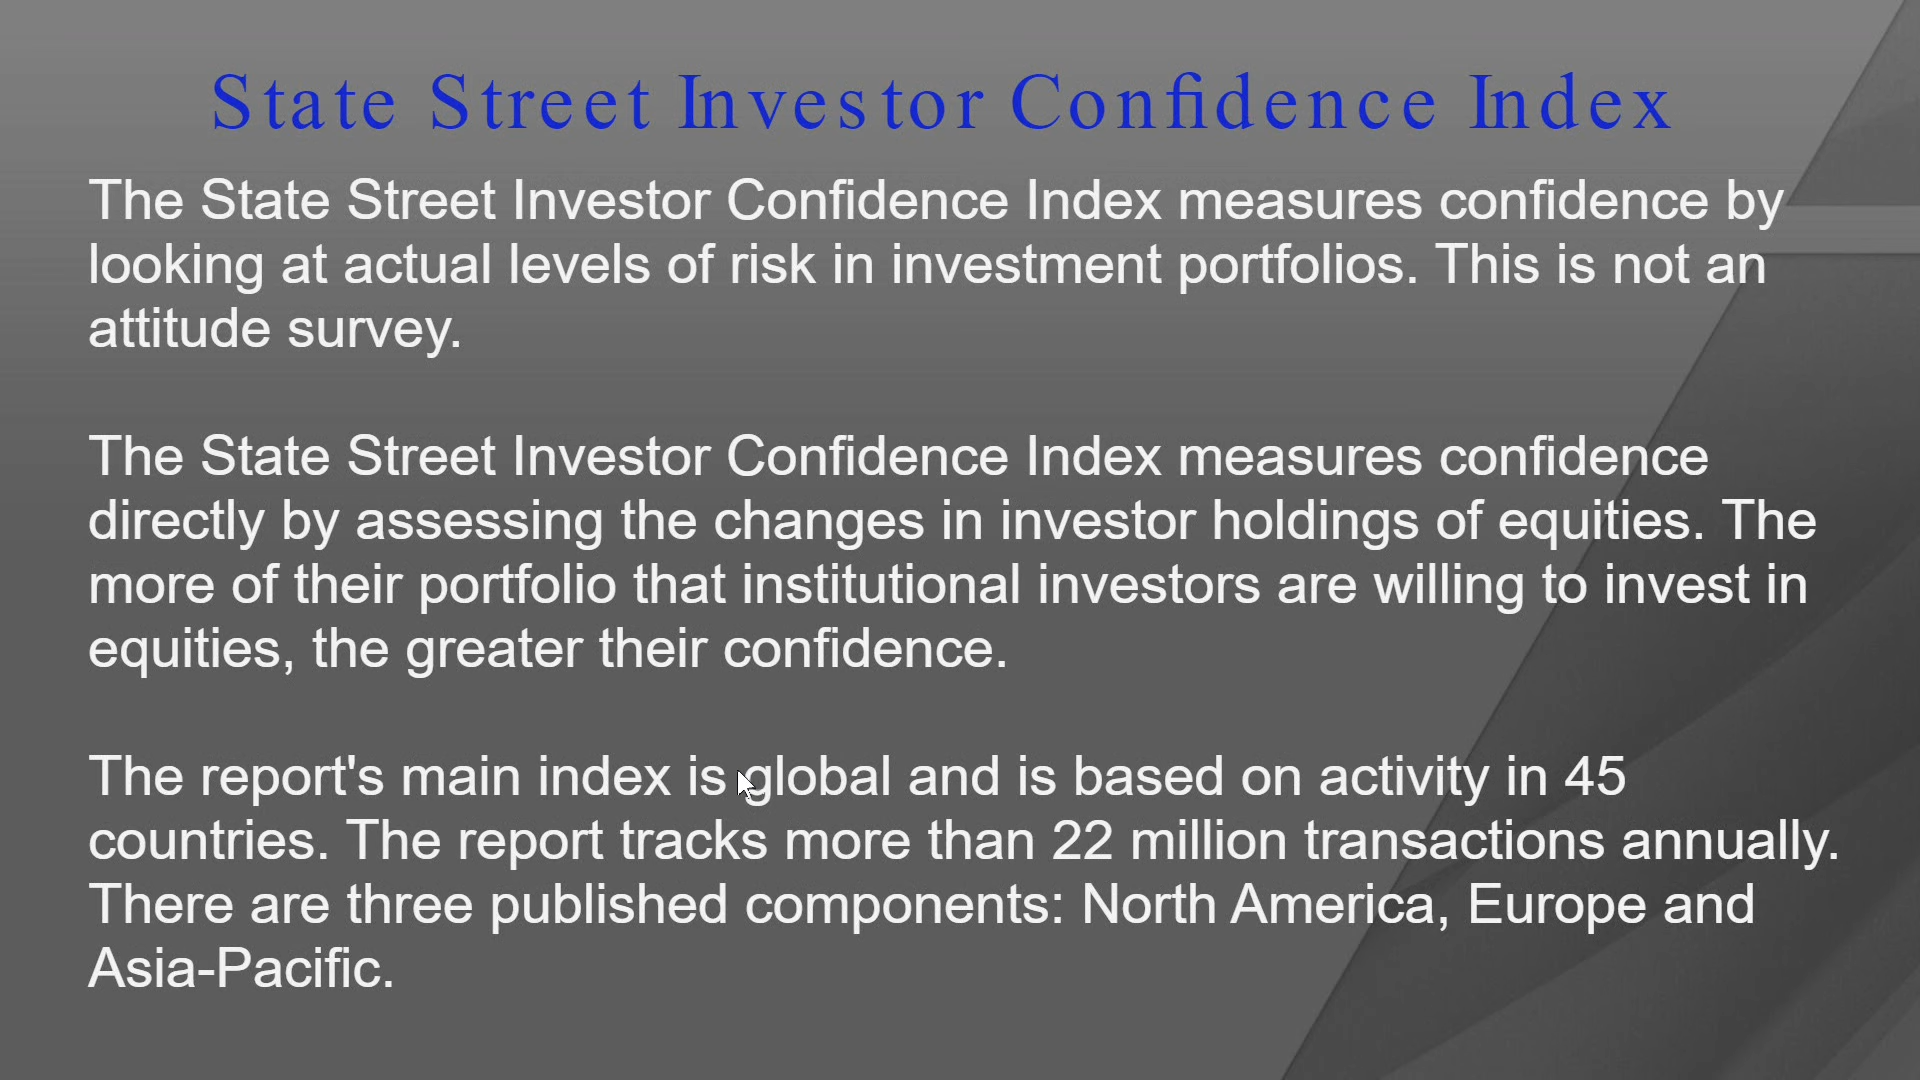 State Street Investor Confidence Index
The State Street Investor Confidence Index measures confidence by
looking at actual levels of risk in investment portfolios. This is not an
attitude survey.
The State Street Investor Confidence Index measures confidence
directly by assessing the changes in investor holdings of equities. The
more of their portfolio that institutional investors are willing to invest in
equities, the greater their confidence.
The report's main index is global and is based on activity in 45
countries. The report tracks more than 22 million transactions annually.
There are three published components: North America, Europe and
Asia-Pacific.